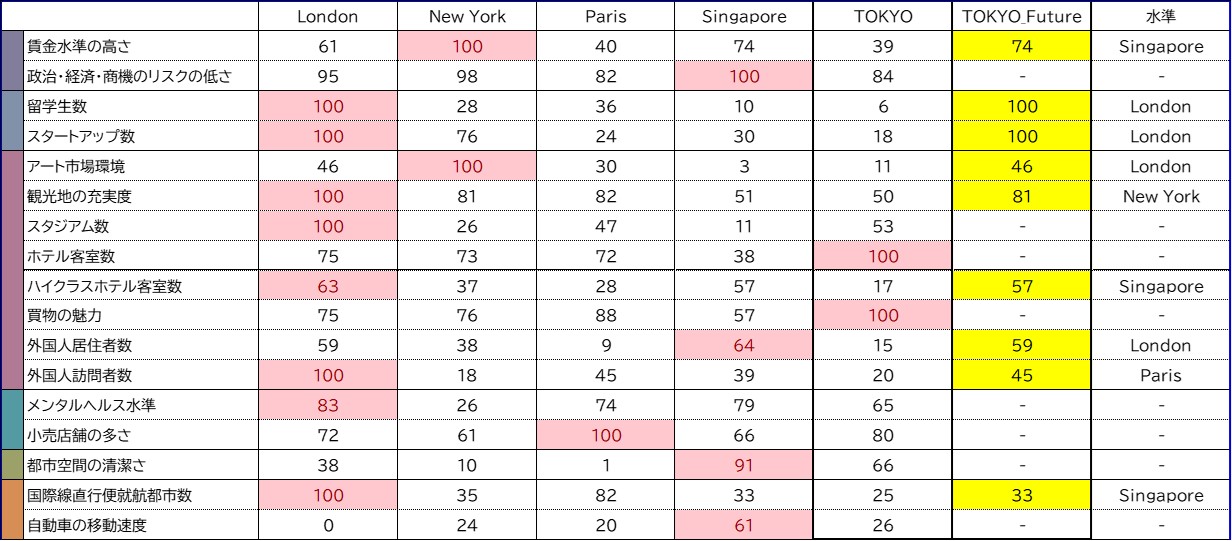 London New York Paris Singapore TOKYO TOKYO_Future 水準
賃金水準の高さ 61 100 40 74 39 74 Singapore
政治・経済・商機のリスクの低さ 95 98 82 100 84 - -
留学生数 100 28 36 10 6 100 London
スタートアップ数 100 76 24 30 18 100 London
アート市場環境 46 100 30 3 11 46 London
観光地の充実度 100 81 82 51 50 81 New York
スタジアム数 100 26 47 11 53 - -
ホテル客室数 75 73 72 38 100 - -
ハイクラスホテル客室数 63 37 28 57 17 57 Singapore
買物の魅力 75 76 88 57 100 - -
外国人居住者数 59 38 9 64 15 59 London
外国人訪問者数 100 18 45 39 20 45 Paris
メンタルヘルス水準 83 26 74 79 65 - -
小売店舗の多さ 72 61 100 66 80 - -
都市空間の清潔さ 38 10 1 91 66 - -
国際線直行便就航都市数 100 35 82 33 25 33 Singapore
自動車の移動速度 0 24 20 61 26 - -